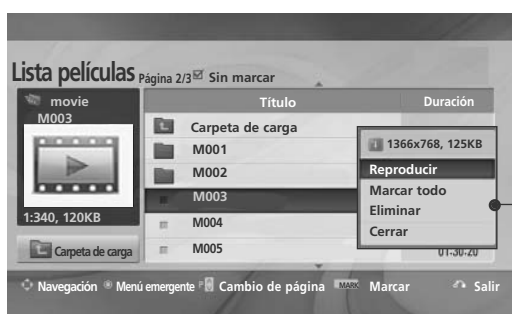 Lista películas Página 2/3 Sin marcar
movie
M003
1:340, 120KB
Carpeta de carga
Título Duración
Carpeta de carga
M001
M002
M003
M004
M005 01:30:20
1366x768, 125KB
Reproducir
Marcar todo
Eliminar
Cerrar
Navegación Menú emergente P Cambio de página MARK Marcar Salir